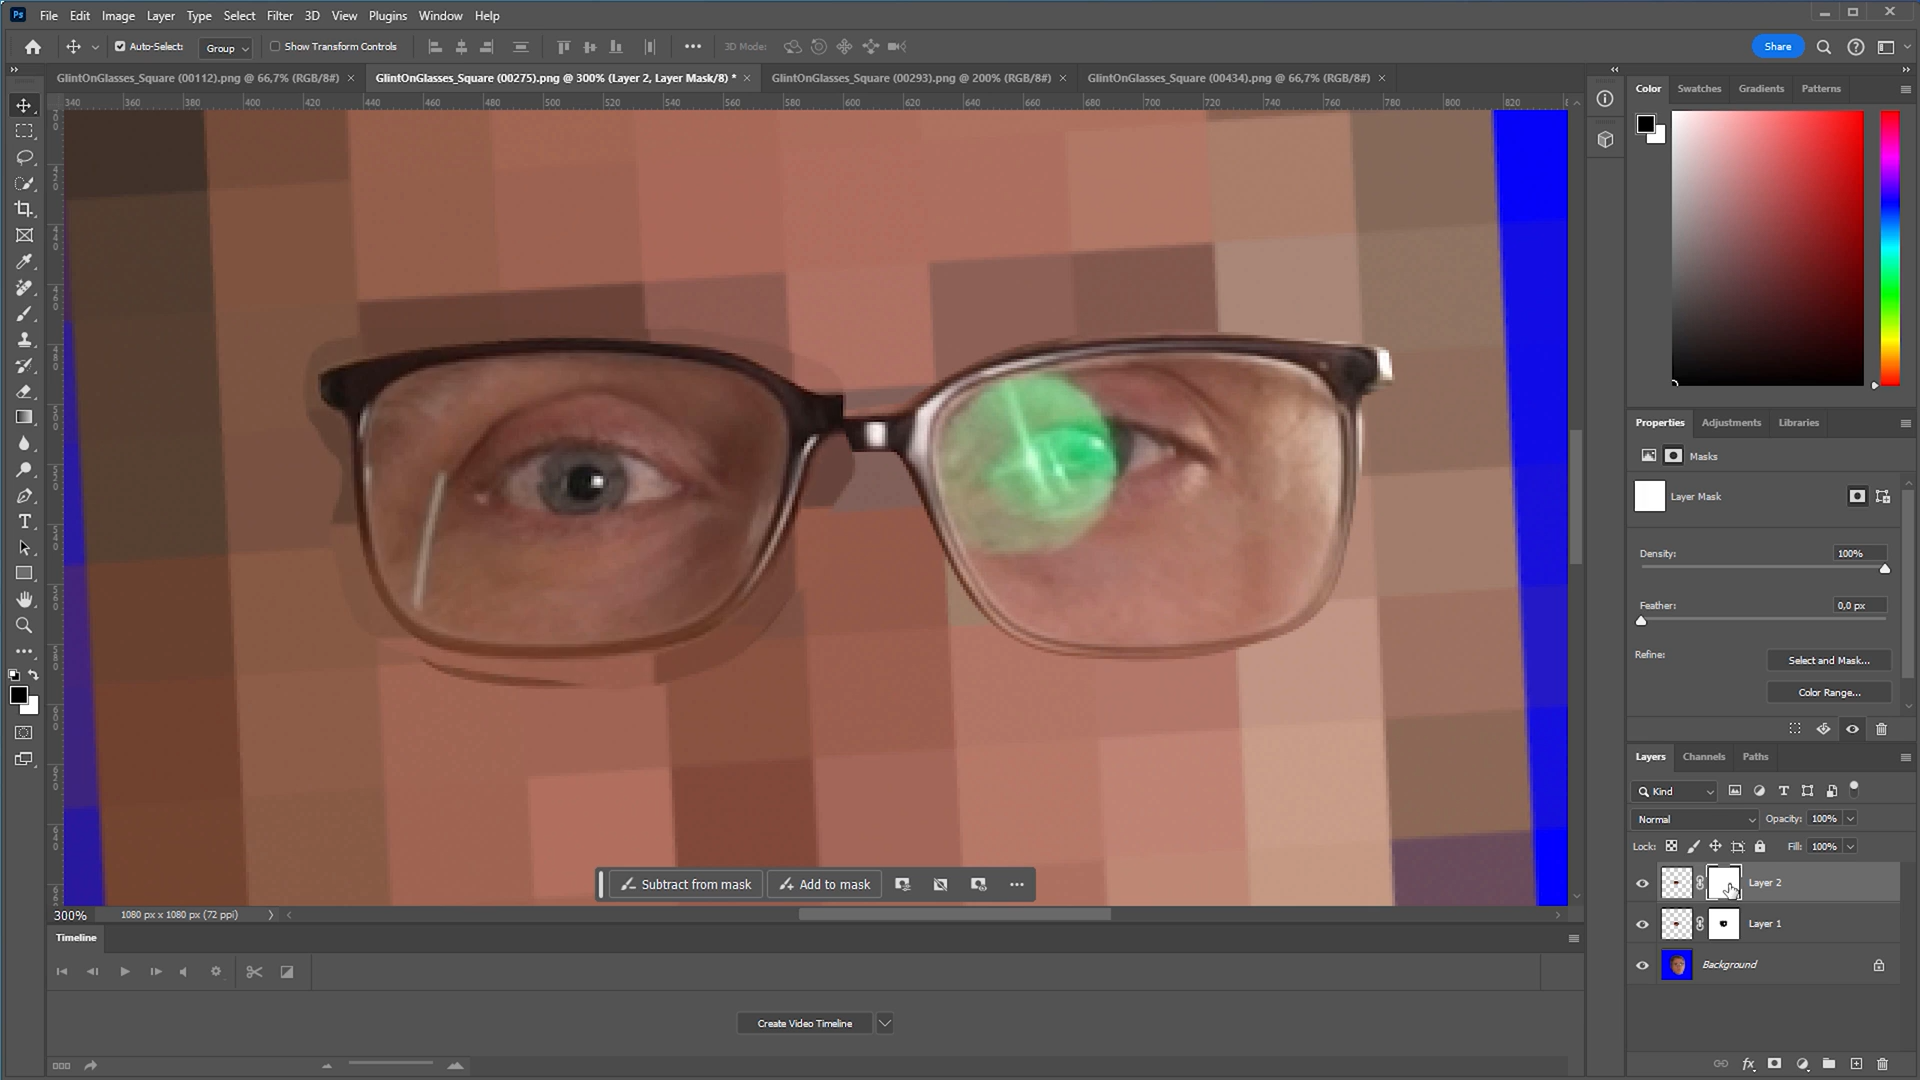 Ps File Edit Image Layer Type Select Filter 3D View Plugins Window Help
Auto-Select: Group Show Transform Controls 3D Mode: Share
GlintOnGlasses_Square (00112).png @ 66,7% (RGB/8#) GlintOnGlasses_Square (00275).png @ 300% (Layer 2, Layer Mask/8) * GlintOnGlasses_Square (00293).png @ 200% (RGB/8#) GlintOnGlasses_Square (00434).png @ 66,7% (RGB/8#)
340 360 380 400 420 440 460 480 500 520 540 560 580 600 620 640 660 680 700 720 740 760 780 800 820
Color Swatches Gradients Patterns
Properties Adjustments Libraries
Masks
Layer Mask
Density: 100%
Feather: 0,0 px
Refine: Select and Mask...
Color Range...
Layers Channels Paths
Kind
Normal Opacity: 100%
Lock: Fill: 100%
Layer 2
Layer 1
Background
Subtract from mask Add to mask
300% 1080 px x 1080 px (72 ppi)
Timeline
Create Video Timeline
fx